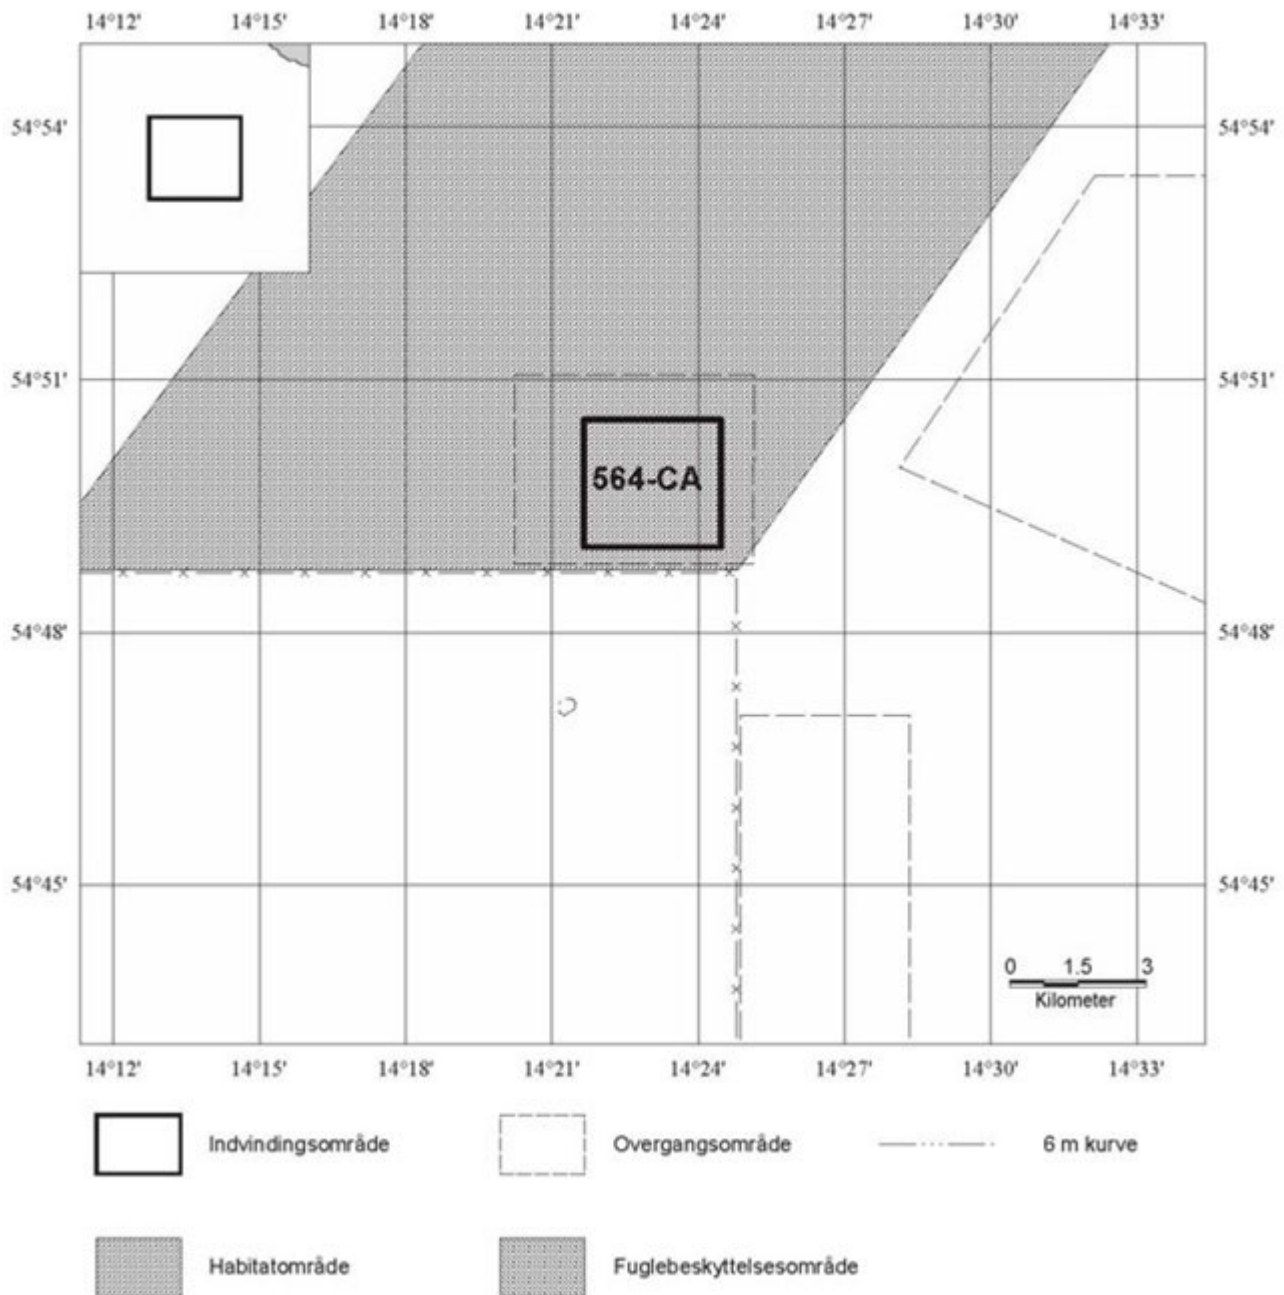 14°12' 14°15' 14°18' 14°21' 14°24' 14°27' 14°30' 14°33'
54°54' 54°54'
54°51' 54°51'
564-CA
54°48' 54°48'
54°45' 54°45'
0 1.5 3
Kilometer
14°12' 14°15' 14°18' 14°21' 14°24' 14°27' 14°30' 14°33'
Indvindingsområde Overgangsområde 6 m kurve
Habitatområde Fuglebeskyttelsesområde